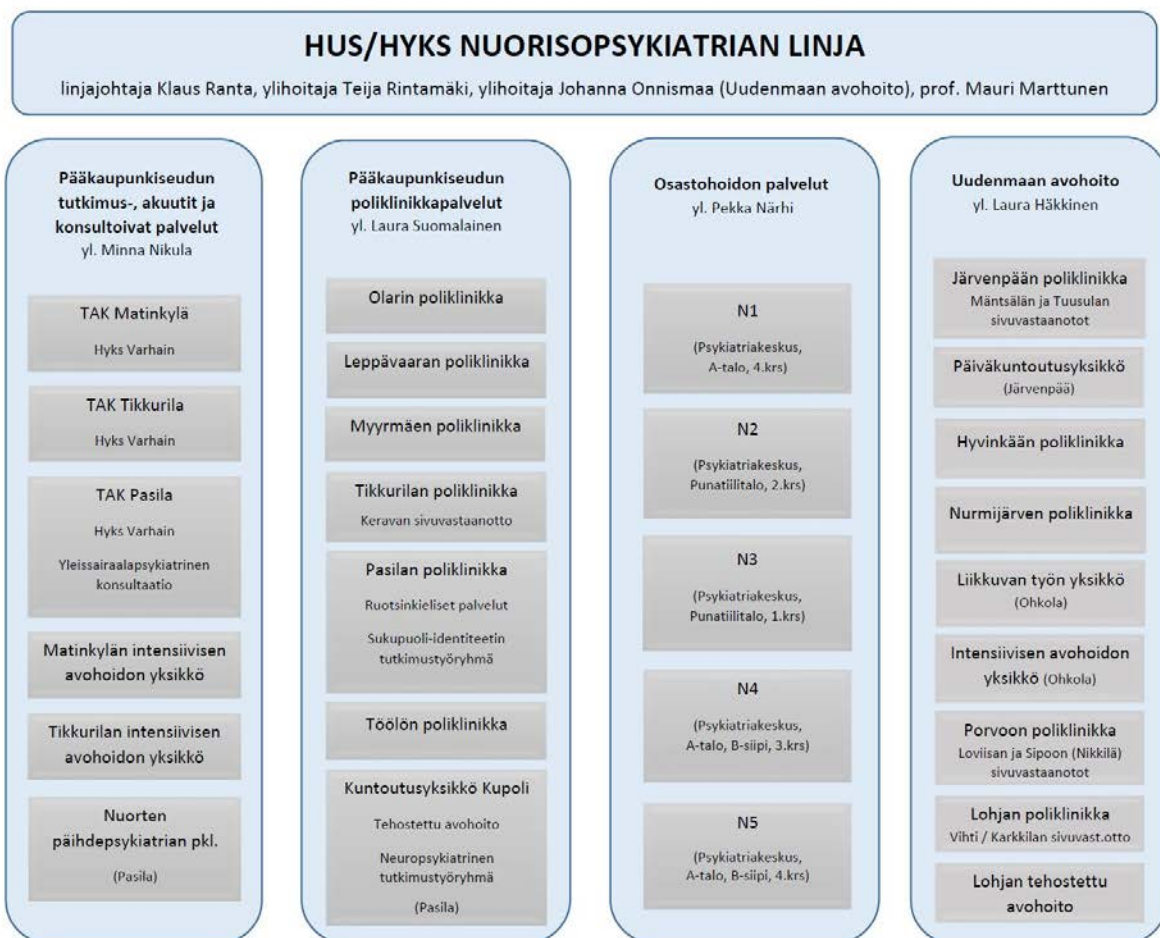 HUS/HYKS NUORISOPSYKIATRIAN LINJA
linjajohtaja Klaus Ranta, ylihoitaja Teija Rintamäki, ylihoitaja Johanna Onnismaa (Uudenmaan avohoito), prof. Mauri Marttunen
Pääkaupunkiseudun
tutkimus-, akuutit ja
konsultoivat palvelut
yl. Minna Nikula
TAK Matinkylä
Hyks Varhain
TAK Tikkurila
Hyks Varhain
TAK Pasila
Hyks Varhain
Yleissairaalapsykiatrinen
konsultaatio
Matinkylän intensiivisen
avohoidon yksikkö
Tikkurilan intensiivisen
avohoidon yksikkö
Nuorten
päihdepsykiatrian pkl.
(Pasila)
Pääkaupunkiseudun
poliklinikkapalvelut
yl. Laura Suomalainen
Olarin poliklinikka
Leppävaaran poliklinikka
Myyrmäen poliklinikka
Tikkurilan poliklinikka
Keravan sivuvastaanotto
Pasilan poliklinikka
Ruotsinkieliset palvelut
Sukupuoli-identiteetin
tutkimustyöryhmä
Töölön poliklinikka
Kuntoutusyksikkö Kupoli
Tehostettu avohoito
Neuropsykiatrinen
tutkimustyöryhmä
(Pasila)
Osastohoidon palvelut
yl. Pekka Närhi
N1
(Psykiatriakeskus,
A-talo, 4.krs)
N2
(Psykiatriakeskus,
Punatiilitalo, 2.krs)
N3
(Psykiatriakeskus,
Punatiilitalo, 1.krs)
N4
(Psykiatriakeskus,
A-talo, B-siipi, 3.krs)
N5
(Psykiatriakeskus,
A-talo, B-siipi, 4.krs)
Uudenmaan avohoito
yl. Laura Häkkinen
Järvenpään poliklinikka
Mäntsälän ja Tuusulan
sivuvastaanotot
Päiväkuntoutusyksikkö
(Järvenpää)
Hyvinkään poliklinikka
Nurmijärven poliklinikka
Liikkuvan työn yksikkö
(Ohkola)
Intensiivisen avohoidon
yksikkö (Ohkola)
Porvoon poliklinikka
Loviisan ja Sipoon (Nikkilä)
sivuvastaanotot
Lohjan poliklinikka
Vihti / Karkkilan sivuvast.otto
Lohjan tehostettu
avohoito